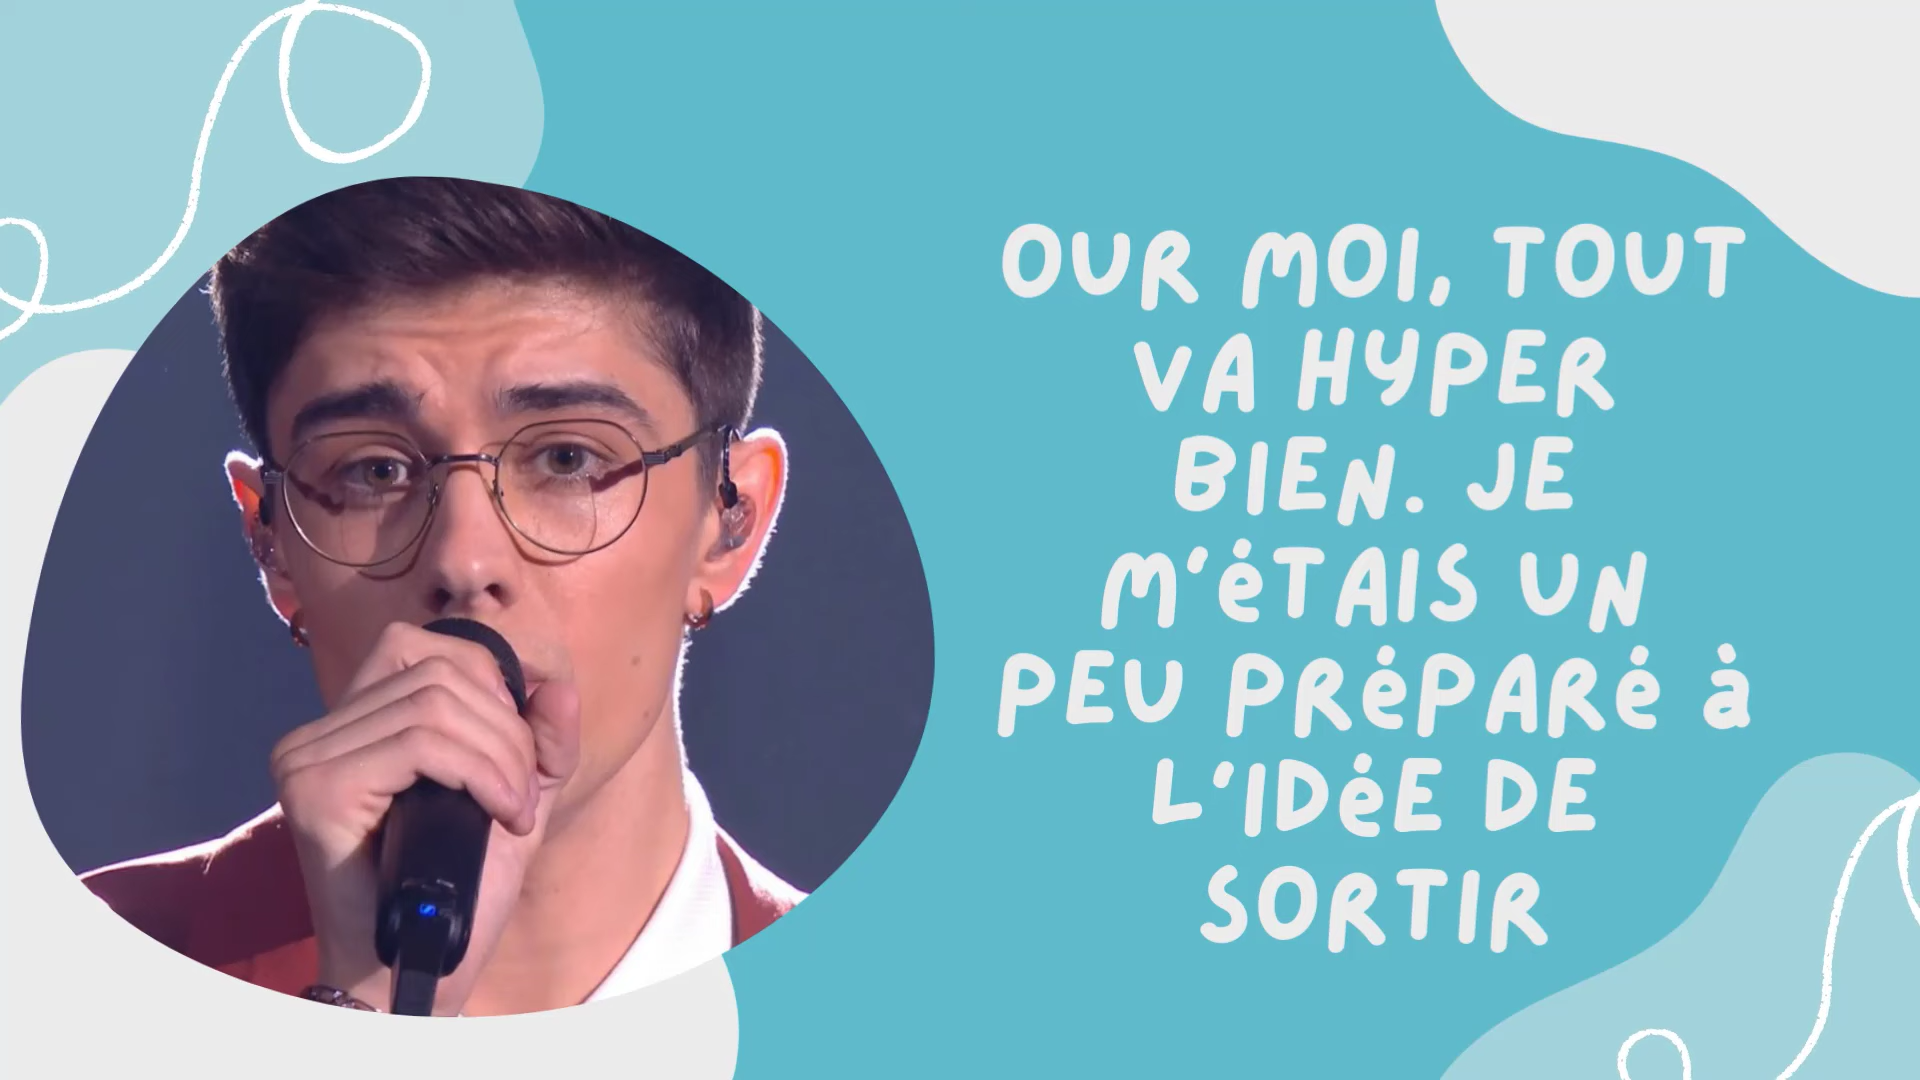 OUR MOI, TOUT
VA HYPER
BIEN. JE
M'éTAIS UN
PEU PRéPARé à
L'IDéE DE
SORTIR